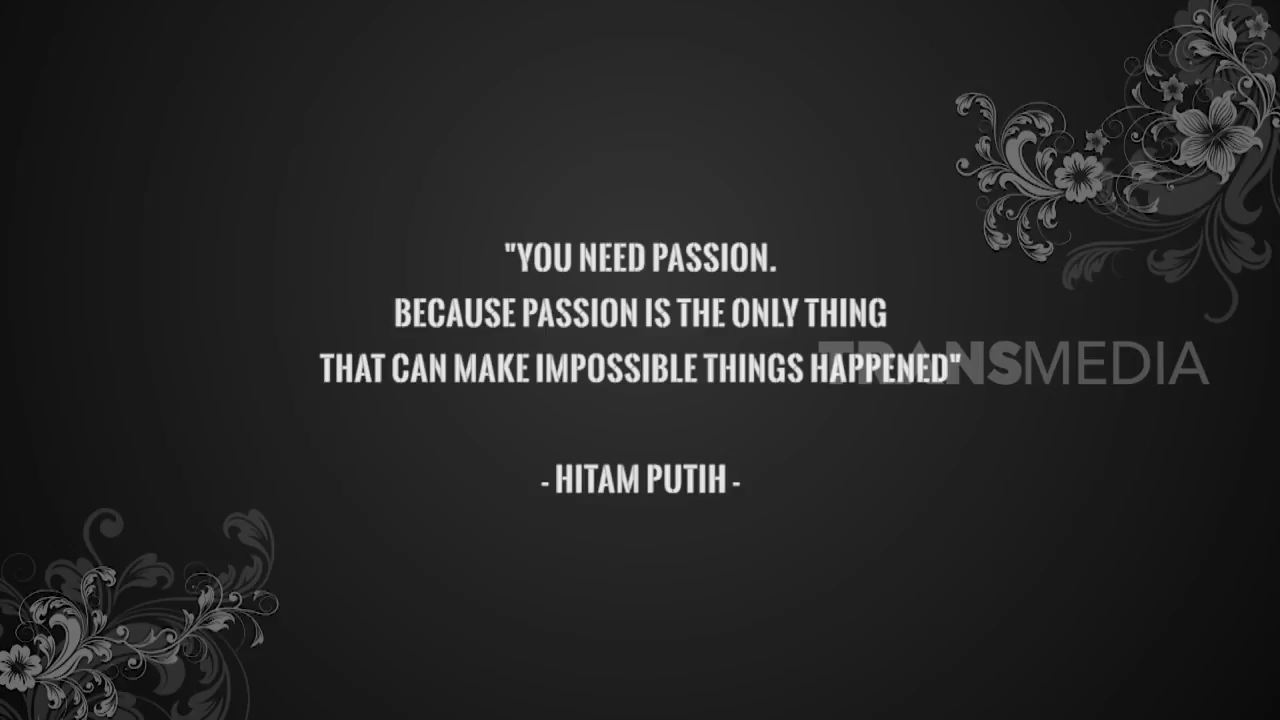 "YOU NEED PASSION.
BECAUSE PASSION IS THE ONLY THING
THAT CAN MAKE IMPOSSIBLE THINGS HAPPENED"
TRANSMEDIA
- HITAM PUTIH -